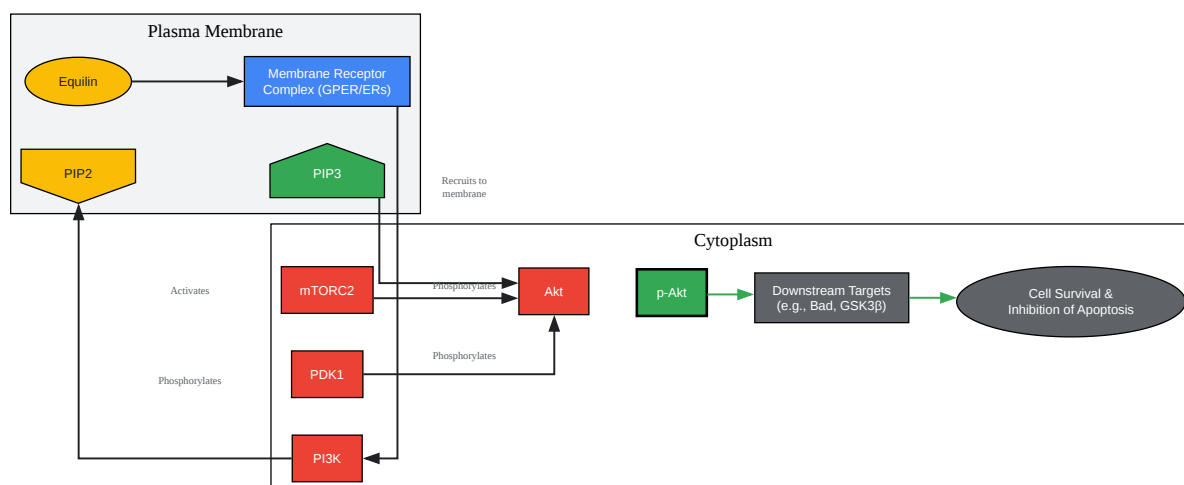 Plasma Membrane
Equilin
Membrane Receptor
Complex (GPER/ERs)
PIP2
PIP3
Recruits to
membrane
Cytoplasm
Activates
mTORC2
Phosphorylates
Akt
p-Akt
Downstream Targets
(e.g., Bad, GSK3β)
Cell Survival &
Inhibition of Apoptosis
Phosphorylates
PDK1
Phosphorylates
PI3K